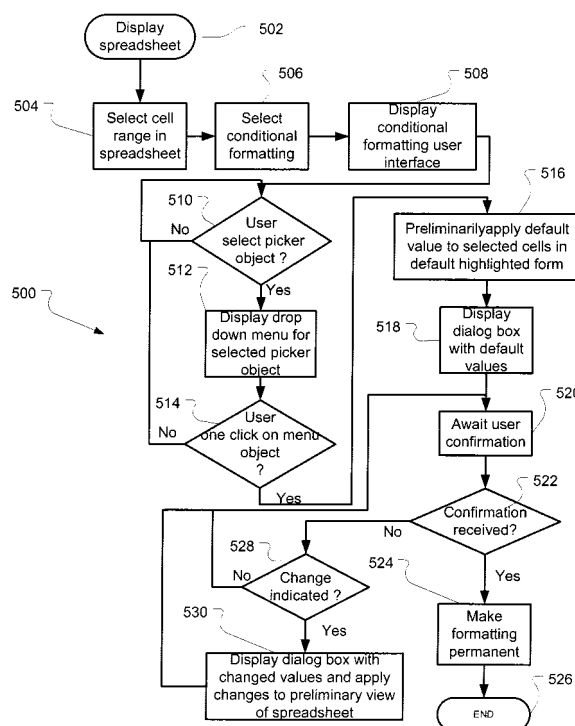 Display
spreadsheet
502
504
Select cell
range in
spreadsheet
506
Select
conditional
formatting
508
Display
conditional
formatting user
interface
510
No
User
select picker
object ?
Yes
512
Display drop
down menu for
selected picker
object
500
514
No
User
one click on menu
object
?
Yes
516
Preliminarilyapply default
value to selected cells in
default highlighted form
518
Display
dialog box
with default
values
520
Await user
confirmation
522
Confirmation
received?
No
Yes
524
Make
formatting
permanent
526
END
528
No
Change
indicated ?
Yes
530
Display dialog box with
changed values and apply
changes to preliminary view
of spreadsheet